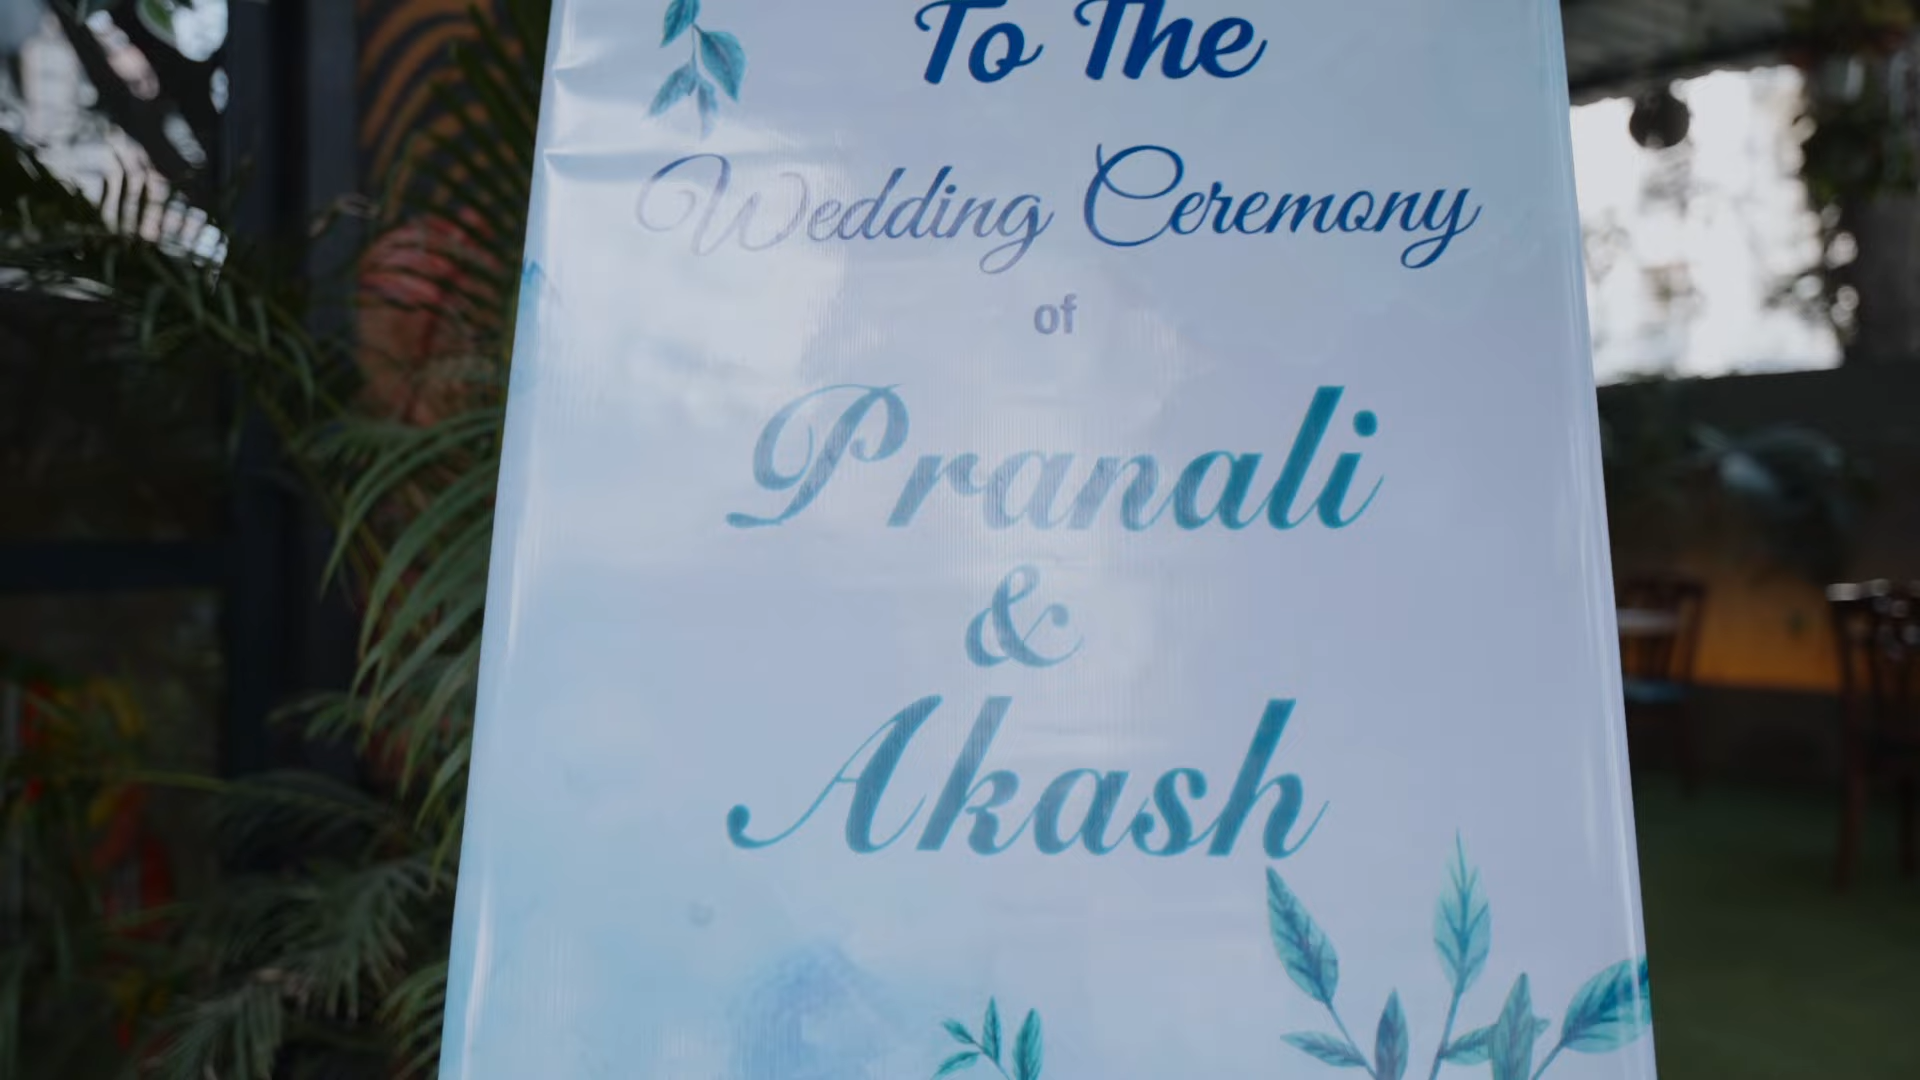 To The
Wedding Ceremony
of
Pranali
&
Akash